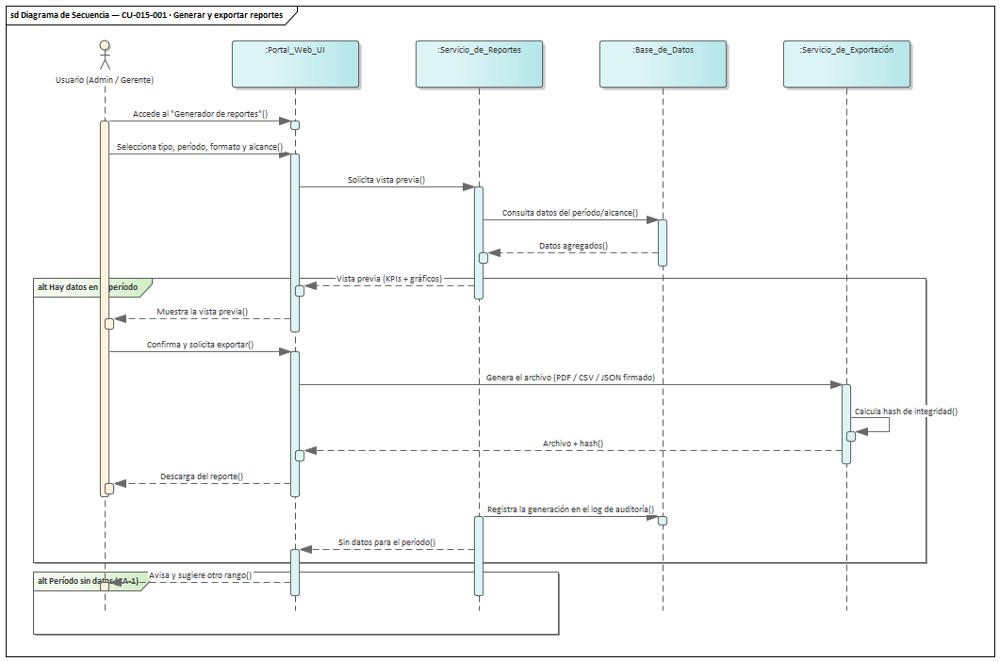 sd Diagrama de Secuencia — CU-015-001 · Generar y exportar reportes
Usuario (Admin / Gerente)
:Portal_Web_UI
:Servicio_de_Reportes
:Base_de_Datos
:Servicio_de_Exportación
Accede al "Generador de reportes"()
Selecciona tipo, período, formato y alcance()
Solicita vista previa()
Consulta datos del período/alcance()
Datos agregados()
Vista previa (KPIs + gráficos)
alt Hay datos en período
Muestra la vista previa()
Confirma y solicita exportar()
Genera el archivo (PDF / CSV / JSON firmado)
Calcula hash de integridad()
Archivo + hash()
Descarga del reporte()
Registra la generación en el log de auditoría()
Sin datos para el período()
Avisa y sugiere otro rango()
alt Período sin datos